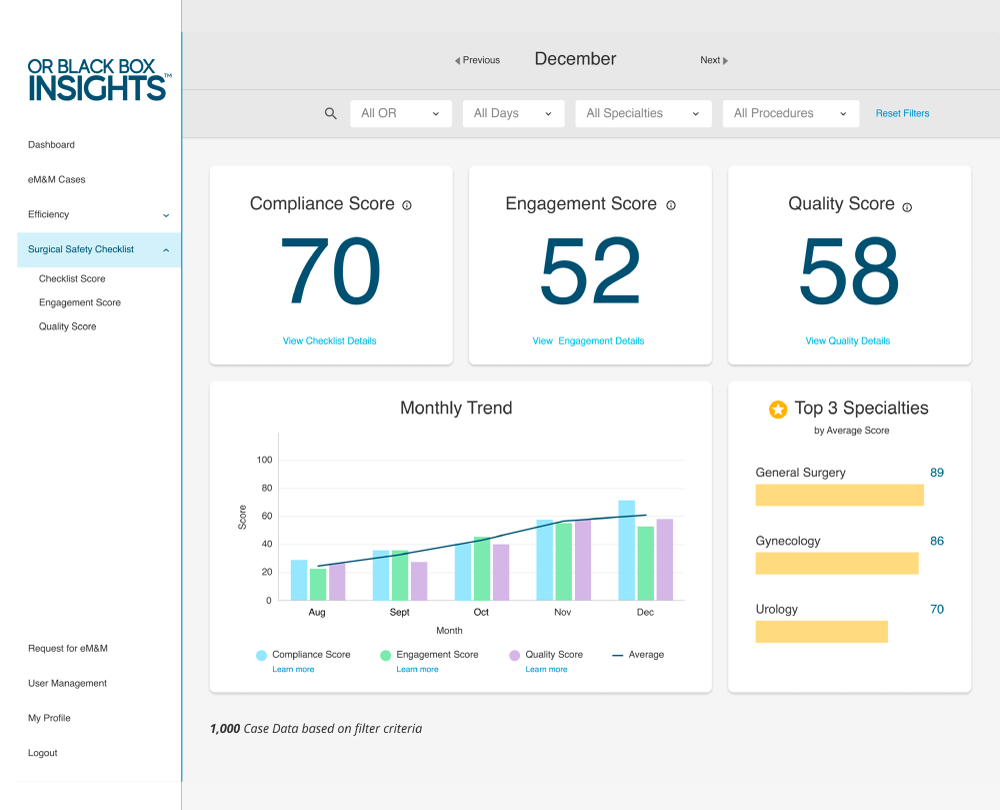 OR BLACK BOX
INSIGHTS™
Dashboard
eM&M Cases
Efficiency
Surgical Safety Checklist
Checklist Score
Engagement Score
Quality Score
Request for eM&M
User Management
My Profile
Logout
Previous
December
Next
All OR
All Days
All Specialties
All Procedures
Reset Filters
Compliance Score
70
View Checklist Details
Engagement Score
52
View Engagement Details
Quality Score
58
View Quality Details
Monthly Trend
Score
100
80
60
40
20
0
Aug
Sept
Oct
Nov
Dec
Month
Compliance Score
Learn more
Engagement Score
Learn more
Quality Score
Learn more
Average
Top 3 Specialties
by Average Score
General Surgery 89
Gynecology 86
Urology 70
1,000 Case Data based on filter criteria